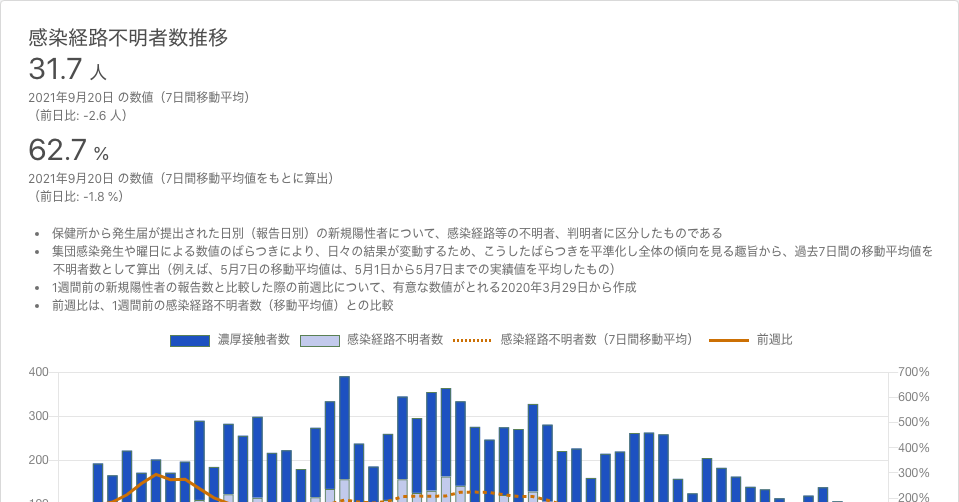 感染経路不明者数推移
31.7 人
2021年9月20日 の数値（7日間移動平均）
（前日比: -2.6 人）
62.7 %
2021年9月20日 の数値（7日間移動平均値をもとに算出）
（前日比: -1.8 %）
• 保健所から発生届が提出された日別（報告日別）の新規陽性者について、感染経路等の不明者、判明者に区分したものである
• 集団感染発生や曜日による数値のばらつきにより、日々の結果が変動するため、こうしたばらつきを平準化し全体の傾向を見る趣旨から、過去7日間の移動平均値を
不明者数として算出（例えば、5月7日の移動平均値は、5月1日から5月7日までの実績値を平均したもの）
• 1週間前の新規陽性者の報告数と比較した際の前週比について、有意な数値がとれる2020年3月29日から作成
• 前週比は、1週間前の感染経路不明者数（移動平均値）との比較
濃厚接触者数 感染経路不明者数 感染経路不明者数（7日間移動平均） 前週比
400 700%
600%
300 500%
400%
200 300%
100 200%